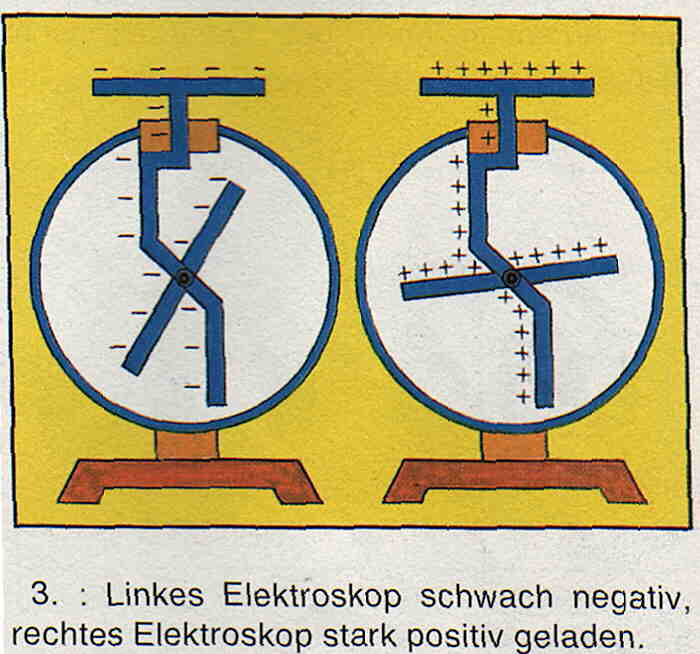 3. : Linkes Elektroskop schwach negativ,
rechtes Elektroskop stark positiv geladen.